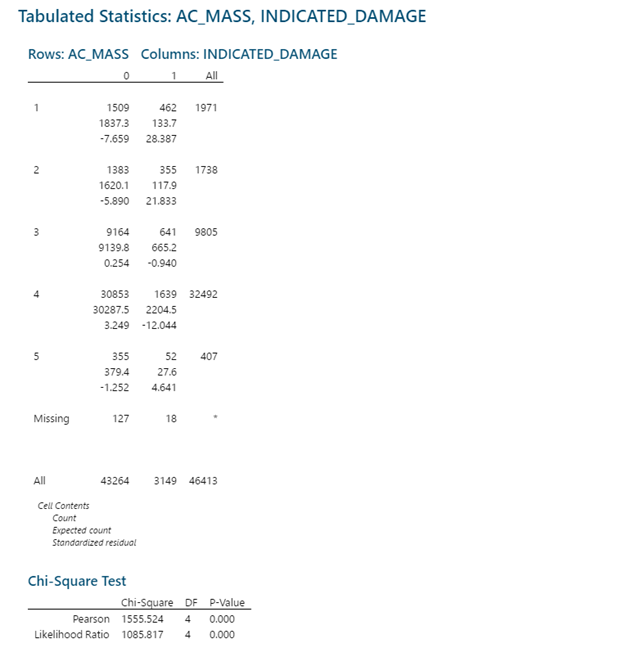 Tabulated Statistics: AC_MASS, INDICATED_DAMAGE
Rows: AC_MASS Columns: INDICATED_DAMAGE
0 1 All
1 1509 462 1971
1837.3 133.7
-7.659 28.387
2 1383 355 1738
1620.1 117.9
-5.890 21.833
3 9164 641 9805
9139.8 665.2
0.254 -0.940
4 30853 1639 32492
30287.5 2204.5
3.249 -12.044
5 355 52 407
379.4 27.6
-1.252 4.641
Missing 127 18 *
All 43264 3149 46413
Cell Contents
Count
Expected count
Standardized residual
Chi-Square Test
Chi-Square DF P-Value
Pearson 1555.524 4 0.000
Likelihood Ratio 1085.817 4 0.000